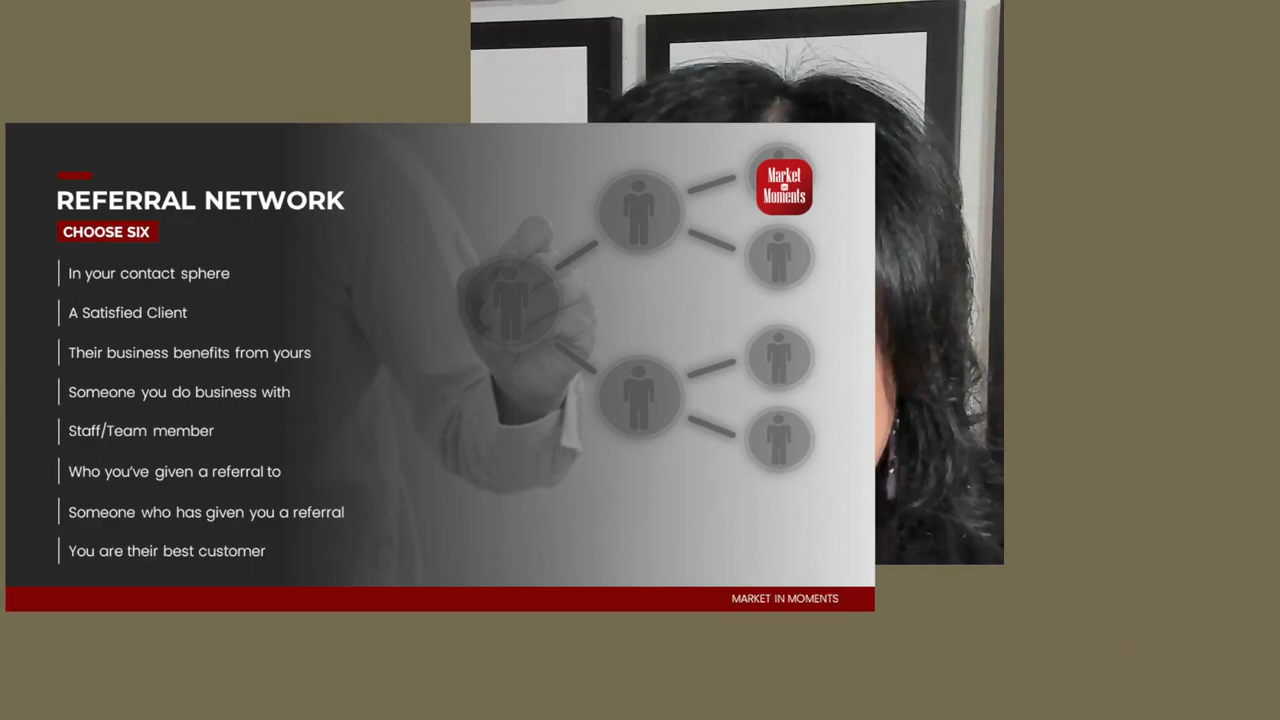 REFERRAL NETWORK
CHOOSE SIX
In your contact sphere
A Satisfied Client
Their business benefits from yours
Someone you do business with
Staff/Team member
Who you've given a referral to
Someone who has given you a referral
You are their best customer
Market
in
Moments
MARKET IN MOMENTS